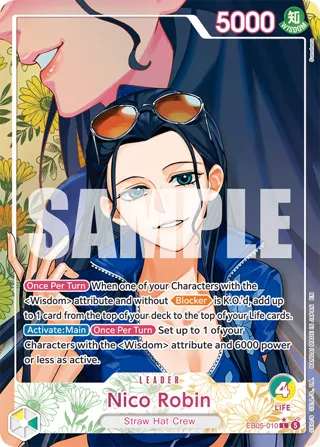 5000
知
WISDOM
SAMPLE
Once Per Turn When one of your Characters with the
<Wisdom> attribute and without Blocker is K.O.'d, add up
to 1 card from the top of your deck to the top of your Life cards.
Activate:Main Once Per Turn Set up to 1 of your
Characters with the <Wisdom> attribute and 6000 power
or less as active.
LEADER
Nico Robin
Straw Hat Crew
4
LIFE
EB05-010 L